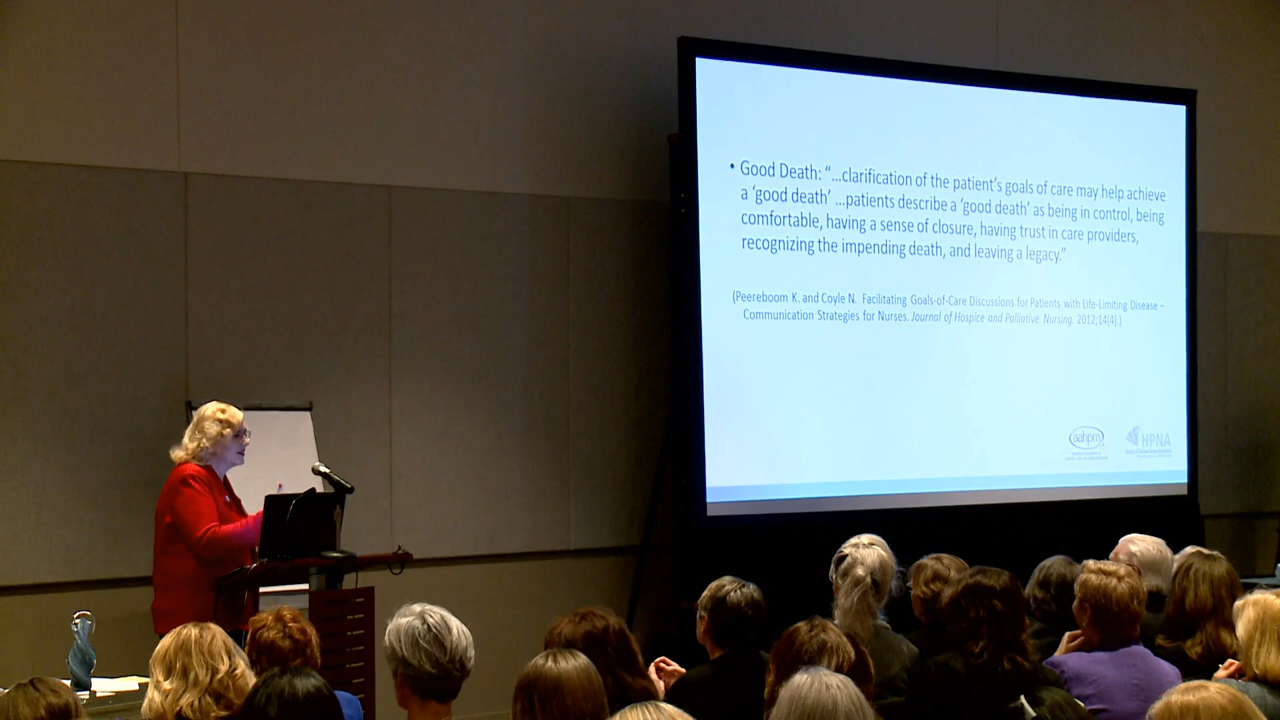 • Good Death: “…clarification of the patient’s goals of care may help achieve
a ‘good death’ …patients describe a ‘good death’ as being in control, being
comfortable, having a sense of closure, having trust in care providers,
recognizing the impending death, and leaving a legacy.”
(Peereboom K. and Coyle N. Facilitating Goals-of-Care Discussions for Patients with Life-Limiting Disease –
Communication Strategies for Nurses. Journal of Hospice and Palliative Nursing. 2012;14(4).)
aahpm
HPNA